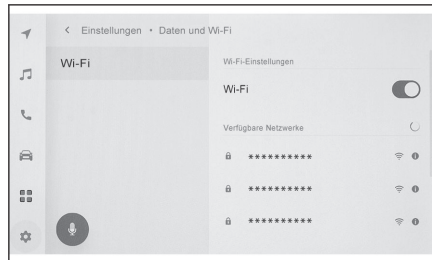 < Einstellungen • Daten und Wi-Fi
Wi-Fi
Wi-Fi-Einstellungen
Wi-Fi
Verfügbare Netzwerke
**********
**********
**********